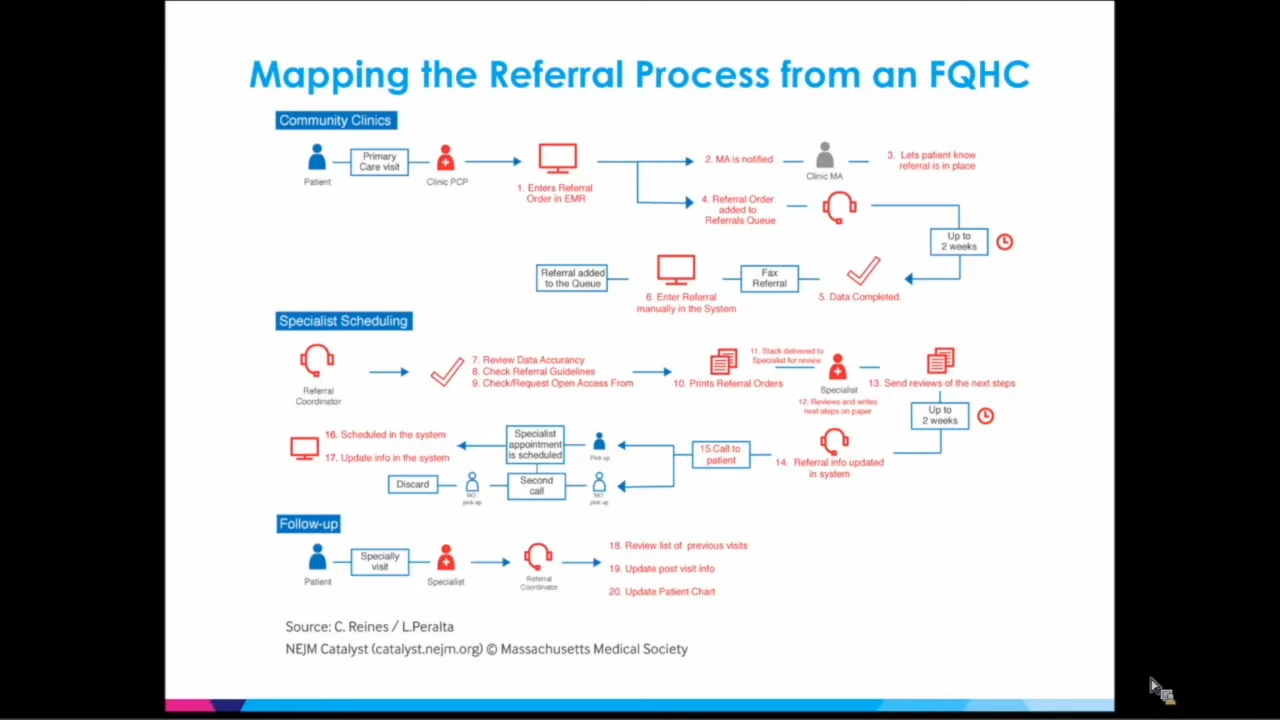 Mapping the Referral Process from an FQHC
Community Clinics
Patient
Primary
Care visit
Clinic PCP
1. Enters Referral
Order in EMR
2. MA is notified
Clinic MA
3. Lets patient know
referral is in place
4. Referral Order
added to
Referrals Queue
Up to
2 weeks
5. Data Completed
Fax
Referral
6. Enter Referral
manually in the System
Referral added
to the Queue
Specialist Scheduling
Referral
Coordinator
7. Review Data Accurancy
8. Check Referral Guidelines
9. Check/Request Open Access From
10. Prints Referral Orders
11. Stack delivered to
Specialist for review
Specialist
12. Reviews and writes
next steps on paper
13. Send reviews of the next steps
Up to
2 weeks
14. Referral info updated
in system
15.Call to
patient
Pick up
Specialist
appointment
is scheduled
16. Scheduled in the system
17. Update info in the system
NO
pick up
Second
call
NO
pick up
Discard
Follow-up
Patient
Specially
visit
Specialist
Referral
Coordinator
18. Review list of previous visits
19. Update post visit info
20. Update Patient Chart
Source: C. Reines / L.Peralta
NEJM Catalyst (catalyst.nejm.org) © Massachusetts Medical Society